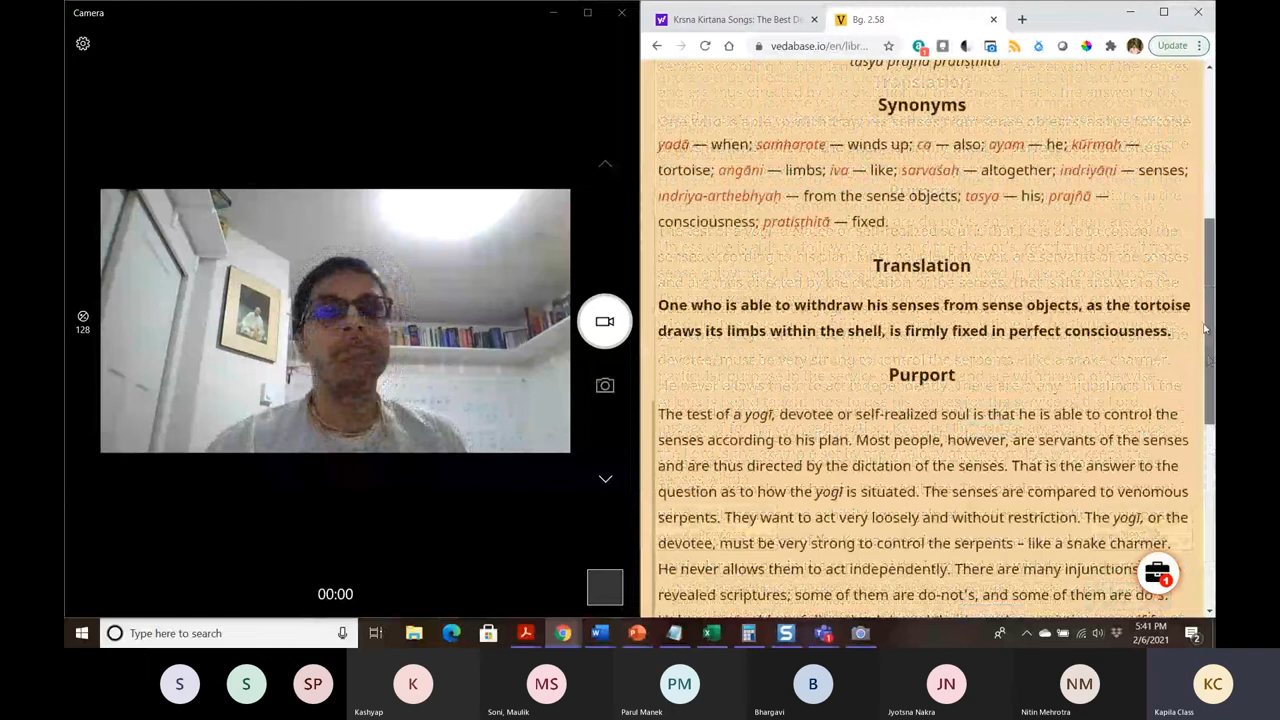 Camera
Krsna Kirtana Songs: The Best De
Bg. 2.58
vedabase.io/en/libr...
Update
tasya prajñā pratiṣṭhitā
Synonyms
yadā — when; saṁharate — winds up; ca — also; ayam — he; kūrmaḥ —
tortoise; aṅgāni — limbs; iva — like; sarvaśaḥ — altogether; indriyāṇi — senses;
indriya-arthebhyaḥ — from the sense objects; tasya — his; prajñā —
consciousness; pratiṣṭhitā — fixed.
Translation
One who is able to withdraw his senses from sense objects, as the tortoise
draws its limbs within the shell, is firmly fixed in perfect consciousness.
Purport
The test of a yogī, devotee or self-realized soul is that he is able to control the
senses according to his plan. Most people, however, are servants of the senses
and are thus directed by the dictation of the senses. That is the answer to the
question as to how the yogī is situated. The senses are compared to venomous
serpents. They want to act very loosely and without restriction. The yogī, or the
devotee, must be very strong to control the serpents – like a snake charmer.
He never allows them to act independently. There are many injunctions
revealed scriptures; some of them are do-not's, and some of them are do's.
1
128
00:00
Type here to search
5:41 PM
2/6/2021
2
S
S
SP
K
MS
PM
B
JN
NM
KC
Kashyap
Soni, Maulik
Parul Manek
Bhargavi
Jyotsna Nakra
Nitin Mehrotra
Kapila Class